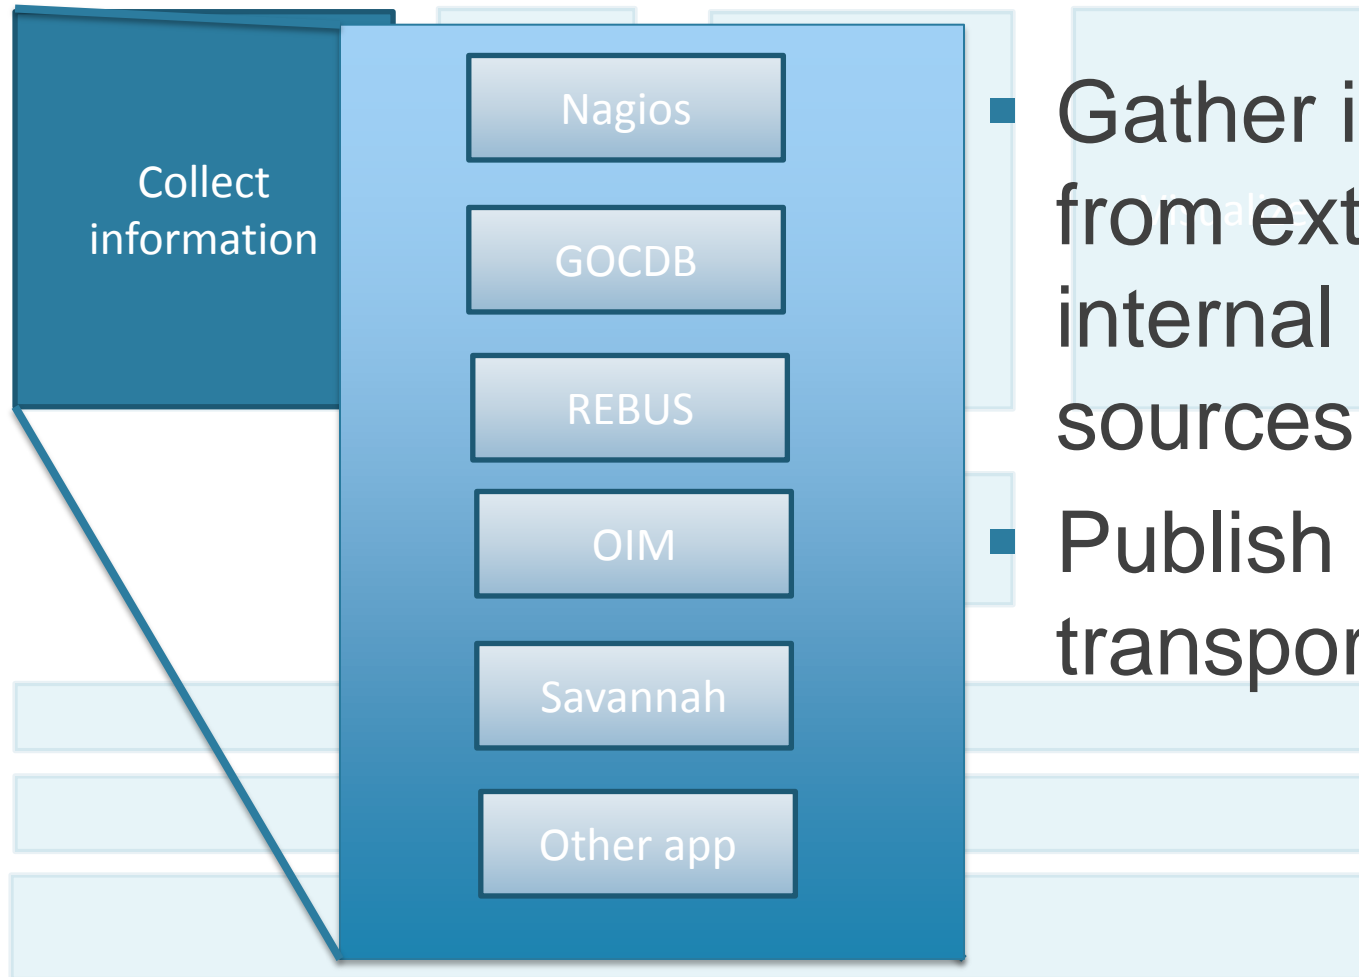 Collect
information
Nagios
GOCDB
REBUS
OIM
Savannah
Other app
Gather i
from ext
internal
sources
Publish
transpor